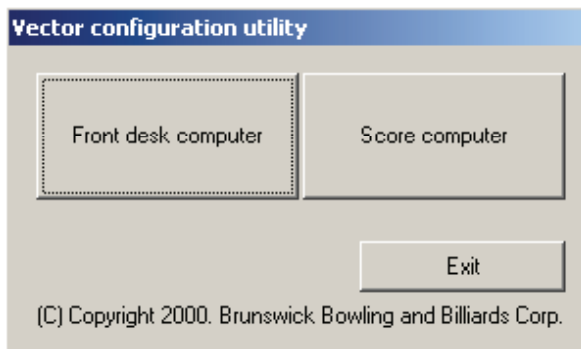 Vector configuration utility
Front desk computer
Score computer
Exit
(C) Copyright 2000. Brunswick Bowling and Billiards Corp.